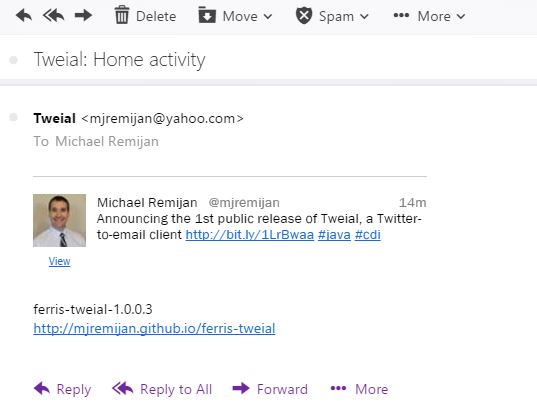 Delete Move Spam More
Tweial: Home activity
Tweial <mjremijan@yahoo.com>
To Michael Remijan
Michael Remijan @mjremijan 14m
Announcing the 1st public release of Tweial, a Twitter-
to-email client http://bit.ly/1LrBwaa #java #cdi
View
ferris-tweial-1.0.0.3
http://mjremijan.github.io/ferris-tweial
Reply Reply to All Forward More